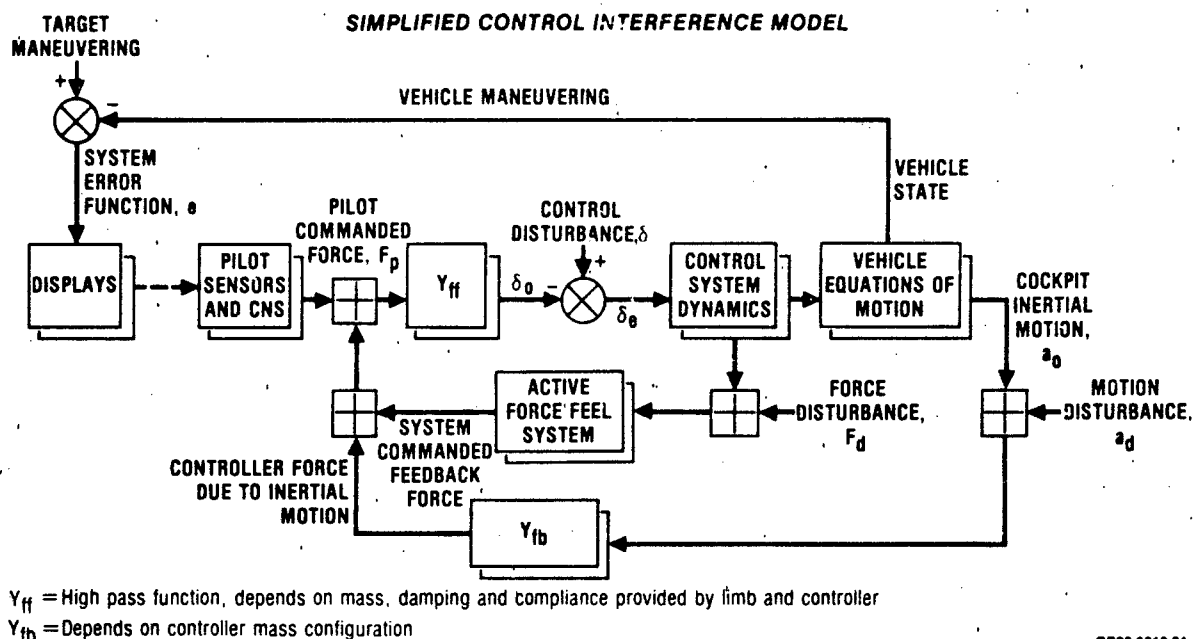 SIMPLIFIED CONTROL INTERFERENCE MODEL
TARGET
MANEUVERING
+
−
VEHICLE MANEUVERING
SYSTEM
ERROR
FUNCTION, e
VEHICLE
STATE
PILOT
COMMANDED
FORCE, Fp
CONTROL
DISTURBANCE, δ
DISPLAYS
PILOT
SENSORS
AND CNS
Yff
δo
−
+
δe
CONTROL
SYSTEM
DYNAMICS
VEHICLE
EQUATIONS OF
MOTION
COCKPIT
INERTIAL
MOTION,
ao
ACTIVE
FORCE FEEL
SYSTEM
FORCE
DISTURBANCE,
Fd
MOTION
DISTURBANCE,
ad
SYSTEM
COMMANDED
FEEDBACK
FORCE
CONTROLLER FORCE
DUE TO INERTIAL
MOTION
Yfb
Yff = High pass function, depends on mass, damping and compliance provided by limb and controller
Yfb = Depends on controller mass configuration